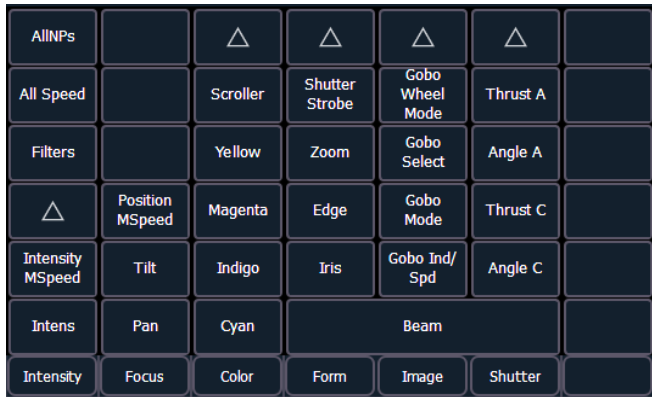 AllNPs
All Speed
Scroller
Shutter
Strobe
Gobo
Wheel
Mode
Thrust A
Filters
Yellow
Zoom
Gobo
Select
Angle A
Position
MSpeed
Magenta
Edge
Gobo
Mode
Thrust C
Intensity
MSpeed
Tilt
Indigo
Iris
Gobo Ind/
Spd
Angle C
Intens
Pan
Cyan
Beam
Intensity
Focus
Color
Form
Image
Shutter